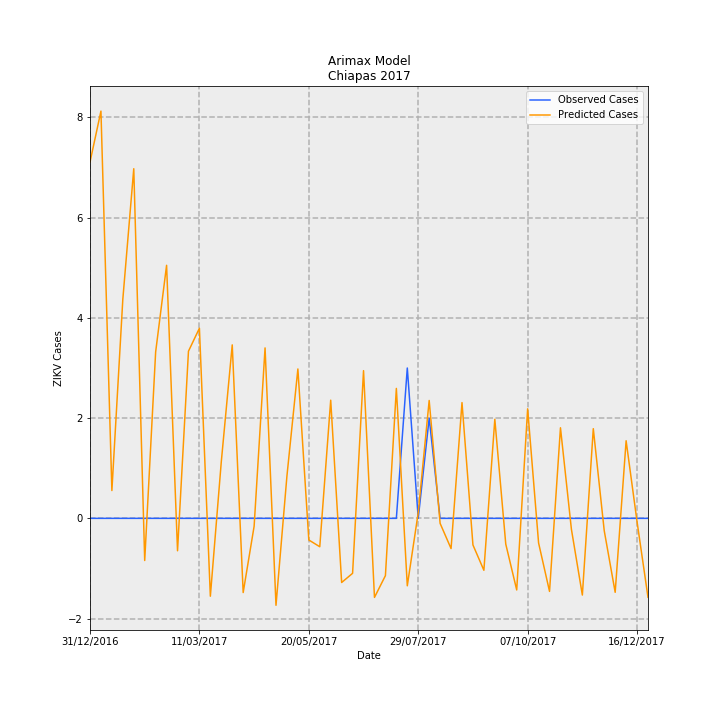 Arimax Model
Chiapas 2017
Observed Cases
Predicted Cases
8
6
4
2
0
−2
ZIKV Cases
31/12/2016 11/03/2017 20/05/2017 29/07/2017 07/10/2017 16/12/2017
Date